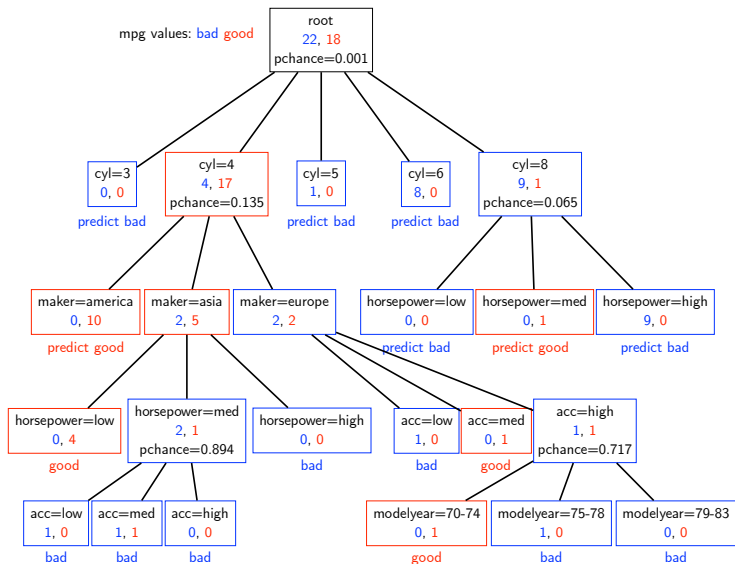 root
mpg values: bad good
22, 18
pchance=0.001
cyl=3
0, 0
predict bad
cyl=4
4, 17
pchance=0.135
cyl=5
1, 0
predict bad
cyl=6
8, 0
predict bad
cyl=8
9, 1
pchance=0.065
maker=america
0, 10
predict good
maker=asia
2, 5
maker=europe
2, 2
horsepower=low
0, 0
predict bad
horsepower=med
0, 1
predict good
horsepower=high
9, 0
predict bad
horsepower=low
0, 4
good
horsepower=med
2, 1
pchance=0.894
horsepower=high
0, 0
bad
acc=low
1, 0
bad
acc=med
0, 1
good
acc=high
1, 1
pchance=0.717
acc=low
1, 0
bad
acc=med
1, 1
bad
acc=high
0, 0
bad
modelyear=70-74
0, 1
good
modelyear=75-78
1, 0
bad
modelyear=79-83
0, 0
bad